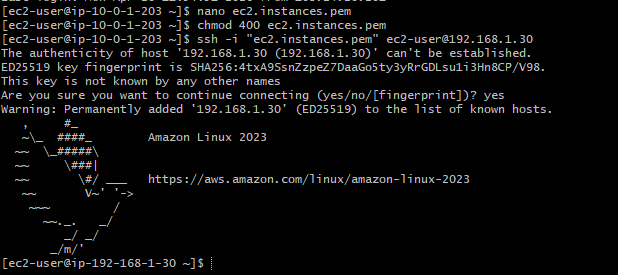 [ec2-user@ip-10-0-1-203 ~]$ nano ec2.instances.pem
[ec2-user@ip-10-0-1-203 ~]$ chmod 400 ec2.instances.pem
[ec2-user@ip-10-0-1-203 ~]$ ssh -i "ec2.instances.pem" ec2-user@192.168.1.30
The authenticity of host '192.168.1.30 (192.168.1.30)' can't be established.
ED25519 key fingerprint is SHA256:4txA9SsnZzpeZ7DaaGo5ty3yRrGDLsu1i3Hn8CP/V98.
This key is not known by any other names
Are you sure you want to continue connecting (yes/no/[fingerprint])? yes
Warning: Permanently added '192.168.1.30' (ED25519) to the list of known hosts.
   ,     #_
   ~\_  ####_        Amazon Linux 2023
  ~~  \_#####\
  ~~     \###|
  ~~       \#/ ___   https://aws.amazon.com/linux/amazon-linux-2023
   ~~       V~' '->
    ~~~         /
      ~~._.   _/
         _/ _/
       _/m/'
[ec2-user@ip-192-168-1-30 ~]$